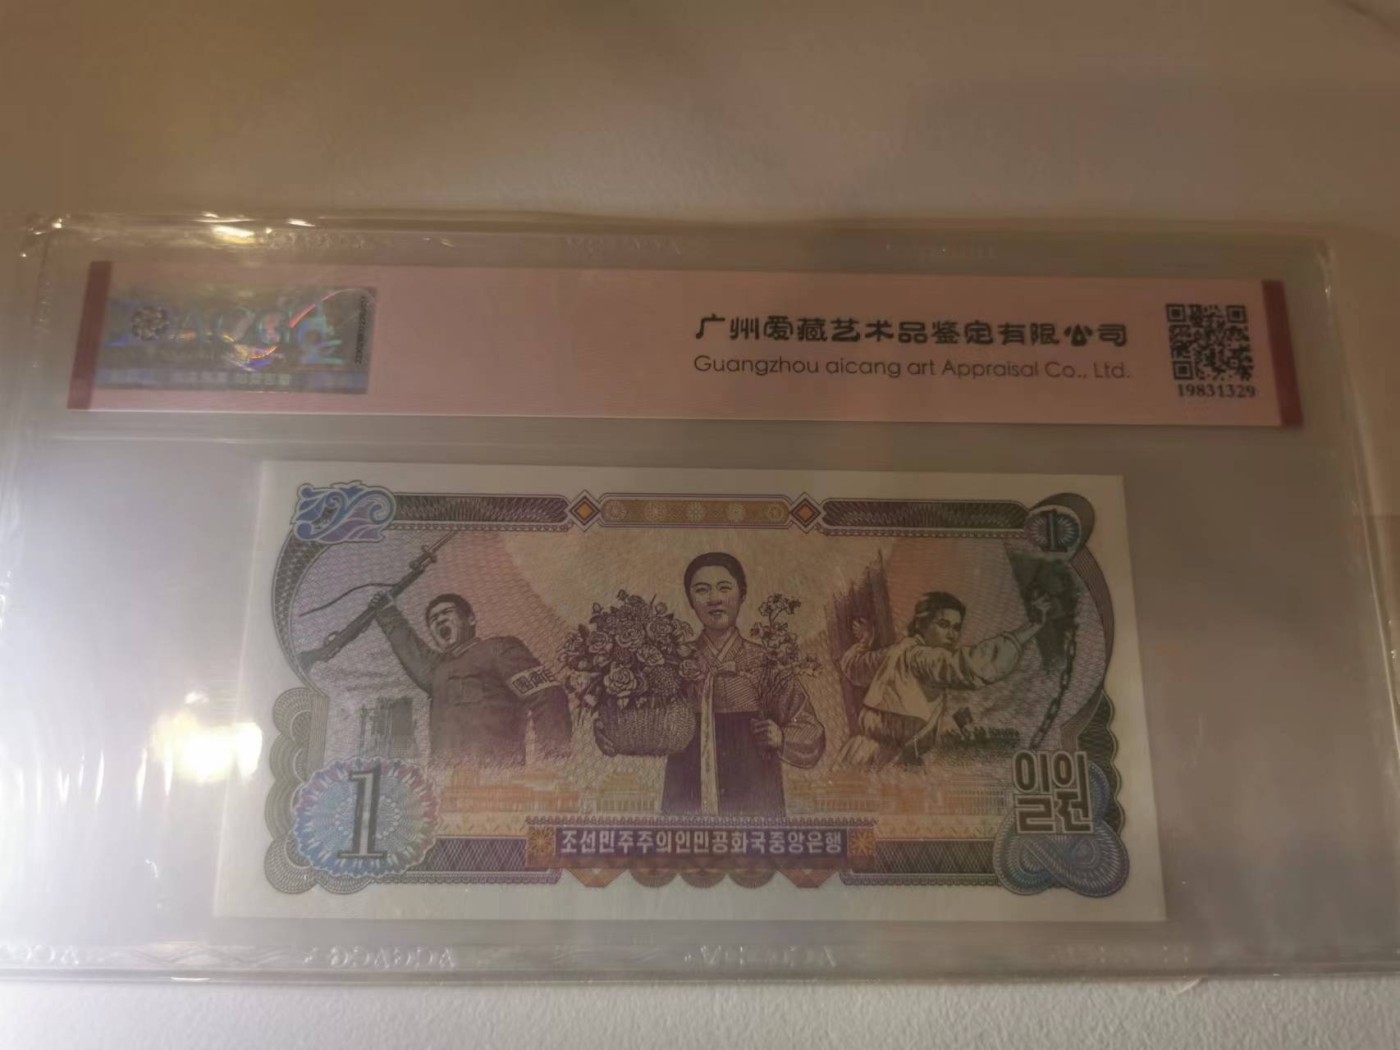 广州爱藏艺术品鉴定有限公司
Guangzhou aicang art Appraisal Co., Ltd.
19831329
1
1
일원
조선민주주의인민공화국중앙은행
ACGACG